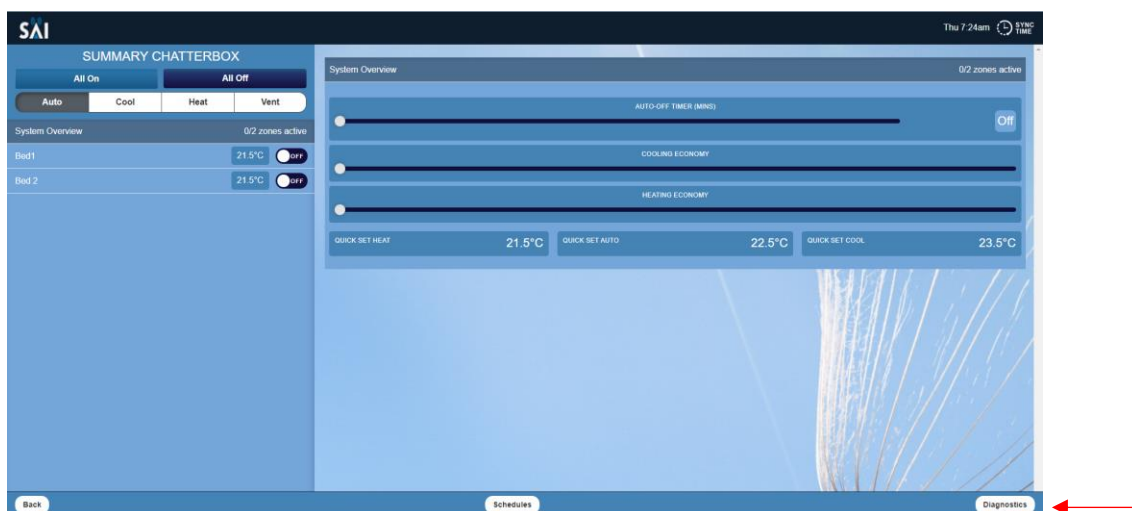 SAI
Thu 7:24am
SYNC
TIME
SUMMARY CHATTERBOX
All On
All Off
Auto
Cool
Heat
Vent
System Overview
0/2 zones active
Bed1
21.5°C
OFF
Bed 2
21.5°C
OFF
System Overview
0/2 zones active
AUTO-OFF TIMER (MINS)
Off
COOLING ECONOMY
HEATING ECONOMY
QUICK SET HEAT
21.5°C
QUICK SET AUTO
22.5°C
QUICK SET COOL
23.5°C
Back
Schedules
Diagnostics